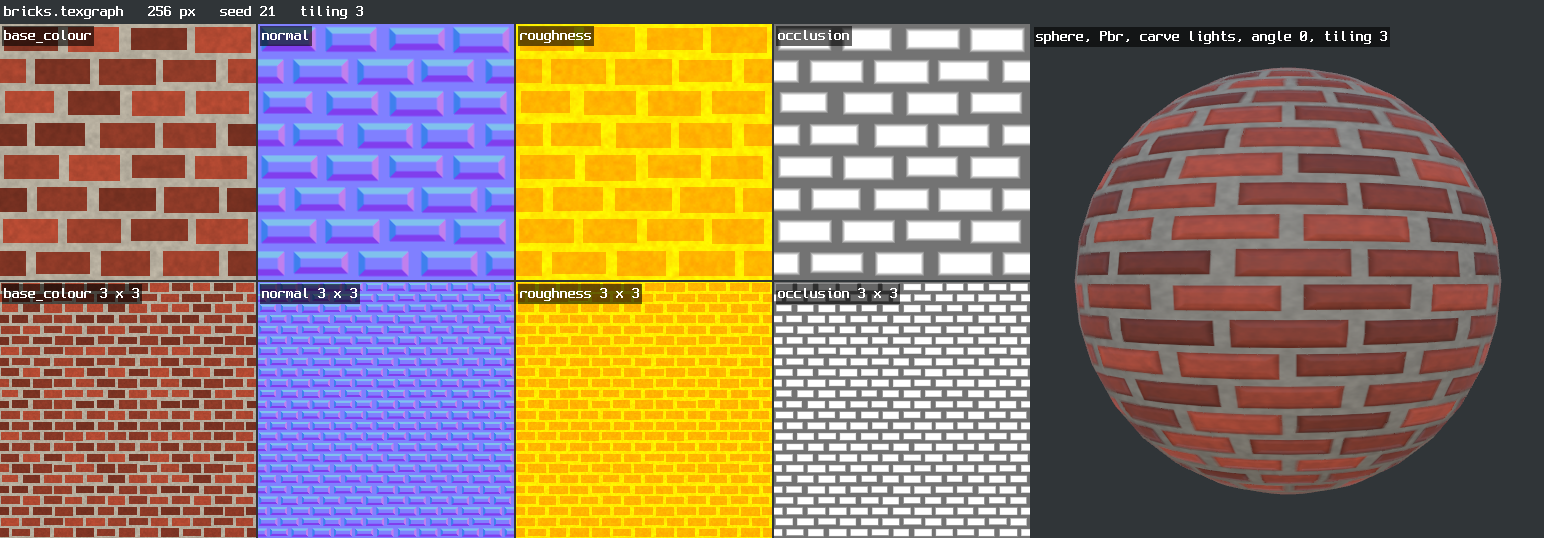 bricks.texgraph 256 px seed 21 tiling 3
base_colour
normal
roughness
occlusion
sphere, Pbr, carve lights, angle 0, tiling 3
base_colour 3 x 3
normal 3 x 3
roughness 3 x 3
occlusion 3 x 3